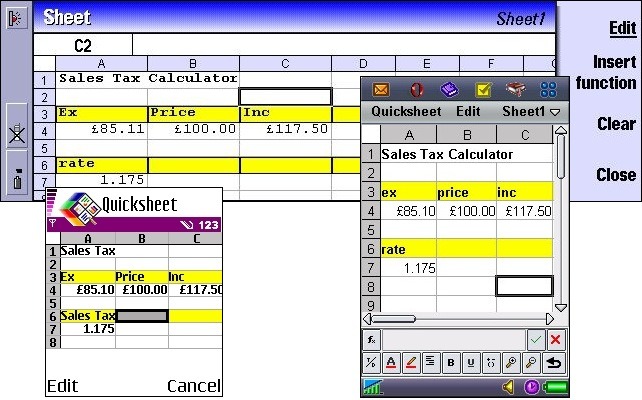 Sheet Sheet1
C2
A B C D E F
1 Sales Tax Calculator
2
3 Ex Price Inc
4 £85.11 £100.00 £117.50
5
6 rate
7 1.175
Edit
Insert
function
Clear
Close
Quicksheet Edit Sheet1
A B C
1 Sales Tax Calculator
2
3 ex price inc
4 £85.10 £100.00 £117.50
5
6 rate
7 1.175
8
9
fx
A B U
Quicksheet
123
A B C
1 Sales Tax
2
3 Ex Price Inc
4 £85.10 £100.00 £117.50
5
6 Sales Tax
7 1.175
8
Edit Cancel